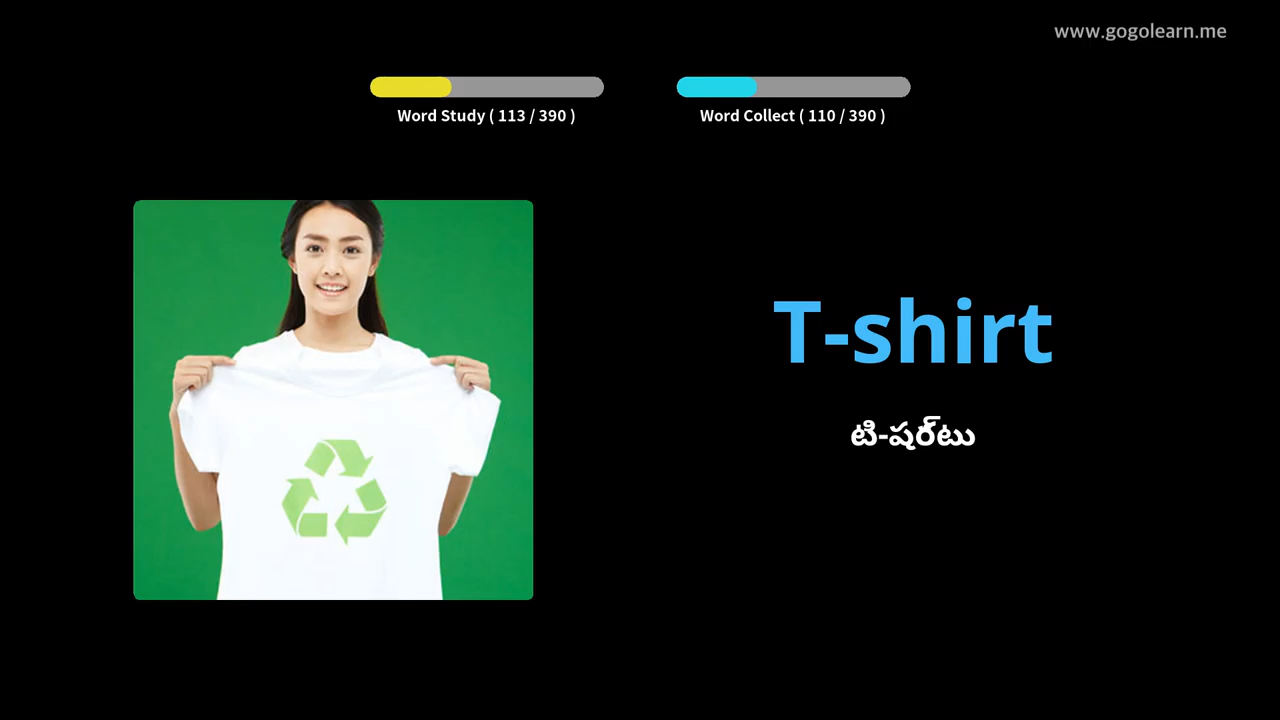 www.gogolearn.me
Word Study ( 113 / 390 )
Word Collect ( 110 / 390 )
T-shirt
టి-షర్‌టు